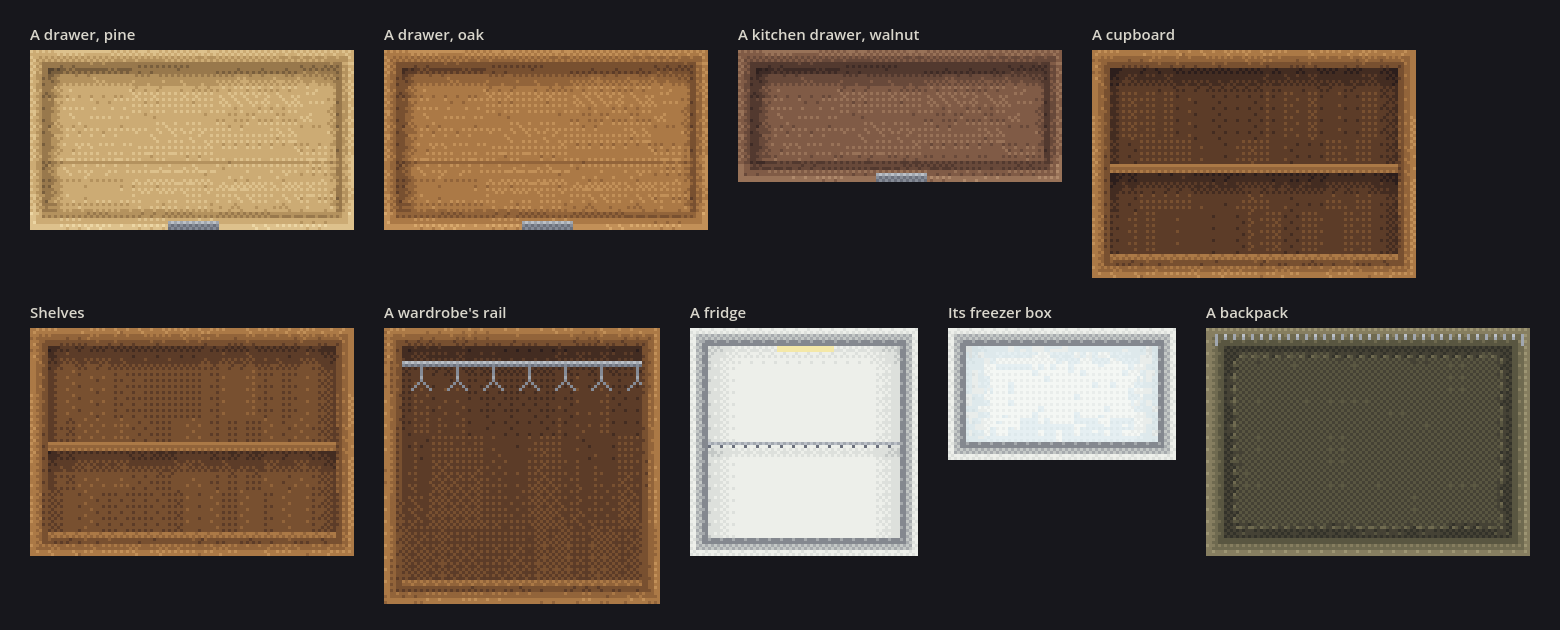 A drawer, pine
A drawer, oak
A kitchen drawer, walnut
A cupboard
Shelves
A wardrobe's rail
A fridge
Its freezer box
A backpack